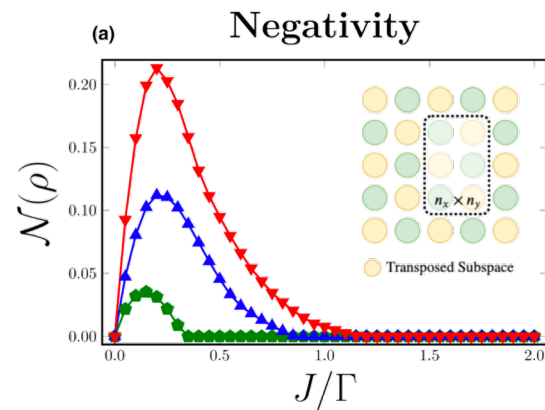 (a) Negativity
0.20
0.15
0.10
0.05
0.00
𝒩(ρ)
n_x × n_y
Transposed Subspace
0.0 0.5 1.0 1.5 2.0
J/Γ